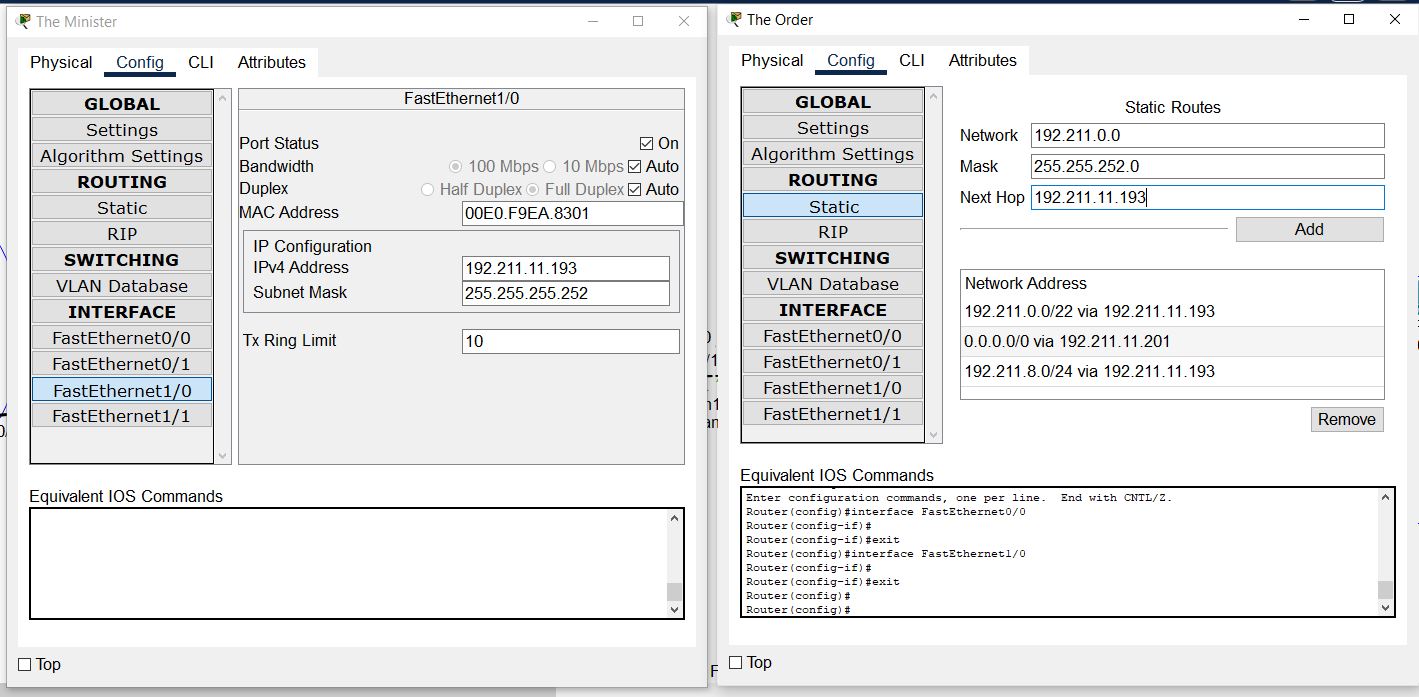 The Minister
Physical Config CLI Attributes
GLOBAL
Settings
Algorithm Settings
ROUTING
Static
RIP
SWITCHING
VLAN Database
INTERFACE
FastEthernet0/0
FastEthernet0/1
FastEthernet1/0
FastEthernet1/1
FastEthernet1/0
Port Status On
Bandwidth 100 Mbps 10 Mbps Auto
Duplex Half Duplex Full Duplex Auto
MAC Address 00E0.F9EA.8301
IP Configuration
IPv4 Address 192.211.11.193
Subnet Mask 255.255.255.252
Tx Ring Limit 10
Equivalent IOS Commands
Top
The Order
Physical Config CLI Attributes
GLOBAL
Settings
Algorithm Settings
ROUTING
Static
RIP
SWITCHING
VLAN Database
INTERFACE
FastEthernet0/0
FastEthernet0/1
FastEthernet1/0
FastEthernet1/1
Static Routes
Network 192.211.0.0
Mask 255.255.252.0
Next Hop 192.211.11.193
Add
Network Address
192.211.0.0/22 via 192.211.11.193
0.0.0.0/0 via 192.211.11.201
192.211.8.0/24 via 192.211.11.193
Remove
Equivalent IOS Commands
Enter configuration commands, one per line. End with CNTL/Z.
Router(config)#interface FastEthernet0/0
Router(config-if)#
Router(config-if)#exit
Router(config)#interface FastEthernet1/0
Router(config-if)#
Router(config-if)#exit
Router(config)#
Router(config)#
Top